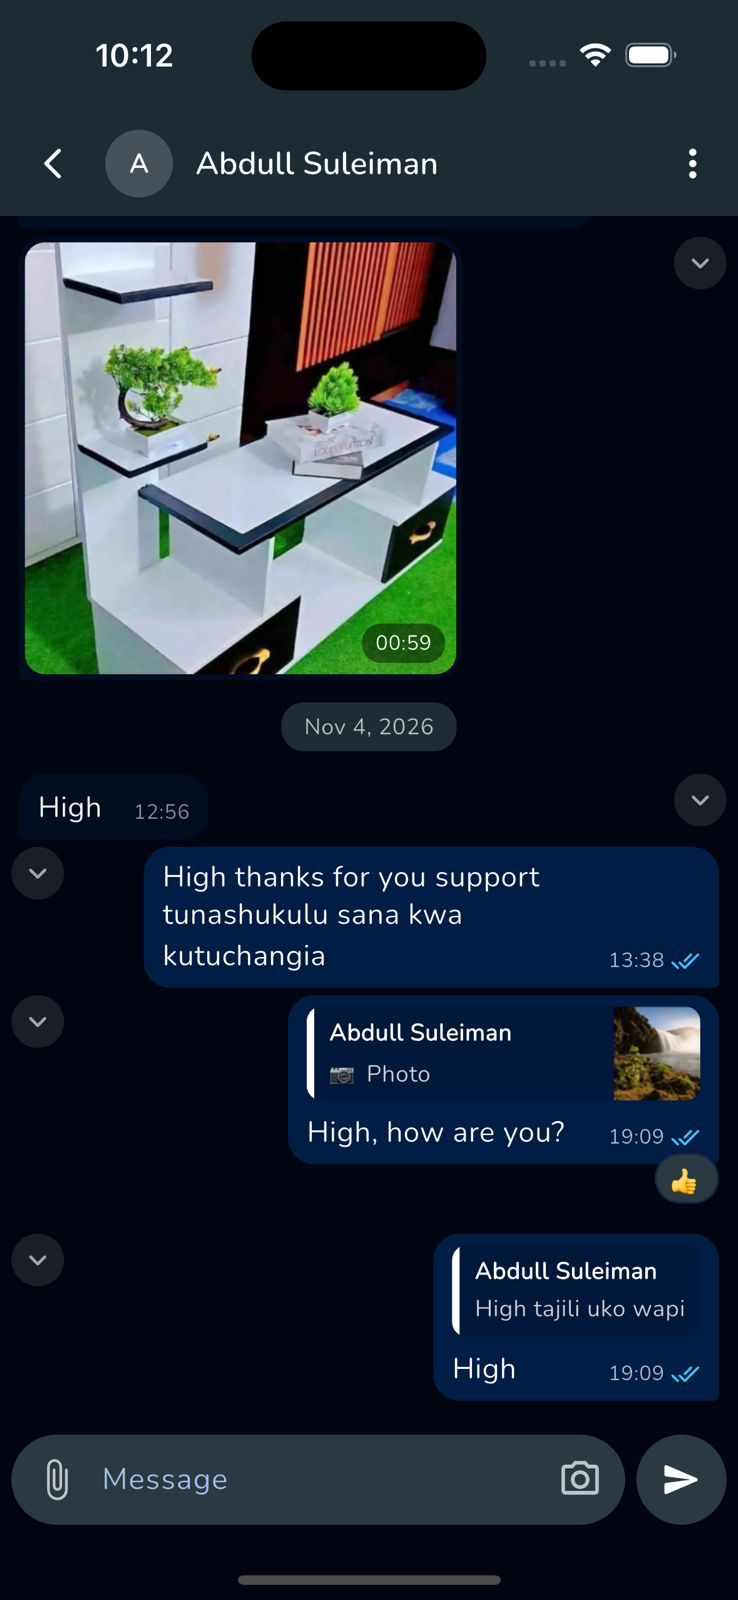 10:12
A
Abdull Suleiman
LOUIS VUITTON
00:59
Nov 4, 2026
High 12:56
High thanks for you support
tunashukulu sana kwa
kutuchangia 13:38
Abdull Suleiman
Photo
High, how are you? 19:09
Abdull Suleiman
High tajili uko wapi
High 19:09
Message